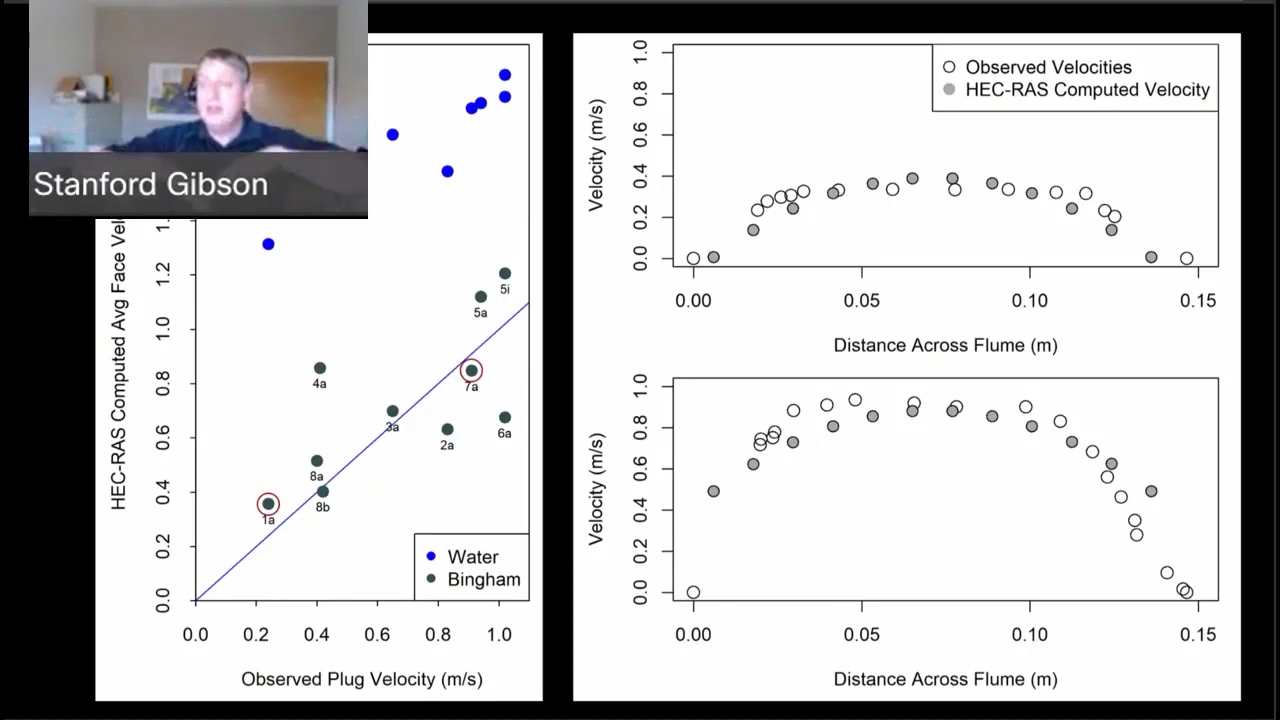 Stanford Gibson
HEC-RAS Computed Avg Face Vel
1.
1.2
1.0
0.8
0.6
0.4
0.2
0.0
5i
5a
4a
7a
3a
2a
6a
8a
8b
1a
Water
Bingham
0.0 0.2 0.4 0.6 0.8 1.0
Observed Plug Velocity (m/s)
Observed Velocities
HEC-RAS Computed Velocity
Velocity (m/s)
1.0
0.8
0.6
0.4
0.2
0.0
0.00 0.05 0.10 0.15
Distance Across Flume (m)
Velocity (m/s)
1.0
0.8
0.6
0.4
0.2
0.0
0.00 0.05 0.10 0.15
Distance Across Flume (m)